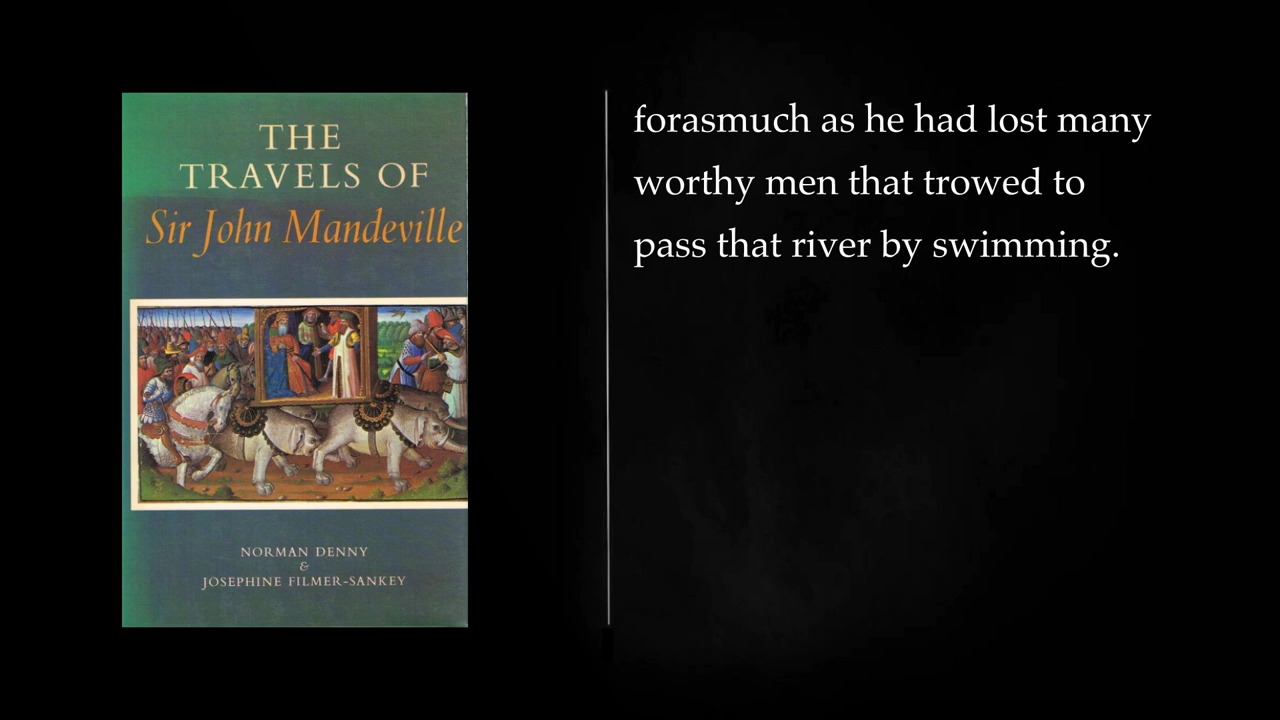 THE
TRAVELS OF
Sir John Mandeville
NORMAN DENNY
&
JOSEPHINE FILMER-SANKEY
forasmuch as he had lost many
worthy men that trowed to
pass that river by swimming.